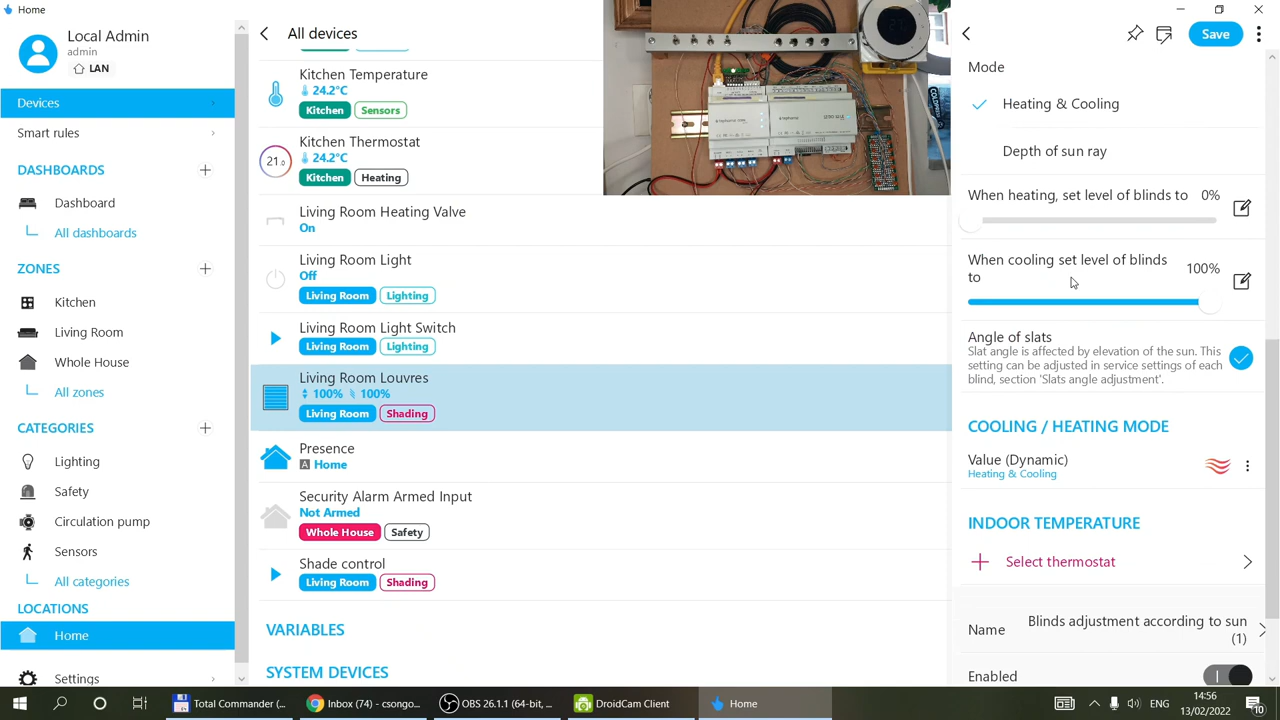 Home
Local Admin
admin
LAN
Devices
Smart rules
DASHBOARDS
Dashboard
All dashboards
ZONES
Kitchen
Living Room
Whole House
All zones
CATEGORIES
Lighting
Safety
Circulation pump
Sensors
All categories
LOCATIONS
Home
Settings
All devices
Kitchen Temperature
24.2°C
Kitchen Sensors
Kitchen Thermostat
21.0
24.2°C
Kitchen Heating
Living Room Heating Valve
On
Living Room Light
Off
Living Room Lighting
Living Room Light Switch
Living Room Lighting
Living Room Louvres
100% 100%
Living Room Shading
Presence
A Home
Security Alarm Armed Input
Not Armed
Whole House Safety
Shade control
Living Room Shading
VARIABLES
SYSTEM DEVICES
Save
Mode
Heating & Cooling
Depth of sun ray
When heating, set level of blinds to 0%
When cooling set level of blinds
to
100%
Angle of slats
Slat angle is affected by elevation of the sun. This
setting can be adjusted in service settings of each
blind, section 'Slats angle adjustment'.
COOLING / HEATING MODE
Value (Dynamic)
Heating & Cooling
INDOOR TEMPERATURE
Select thermostat
Name
Blinds adjustment according to sun
(1)
Enabled
Total Commander (...
Inbox (74) - csongo...
OBS 26.1.1 (64-bit, ...
DroidCam Client
Home
ENG
14:56
13/02/2022
10